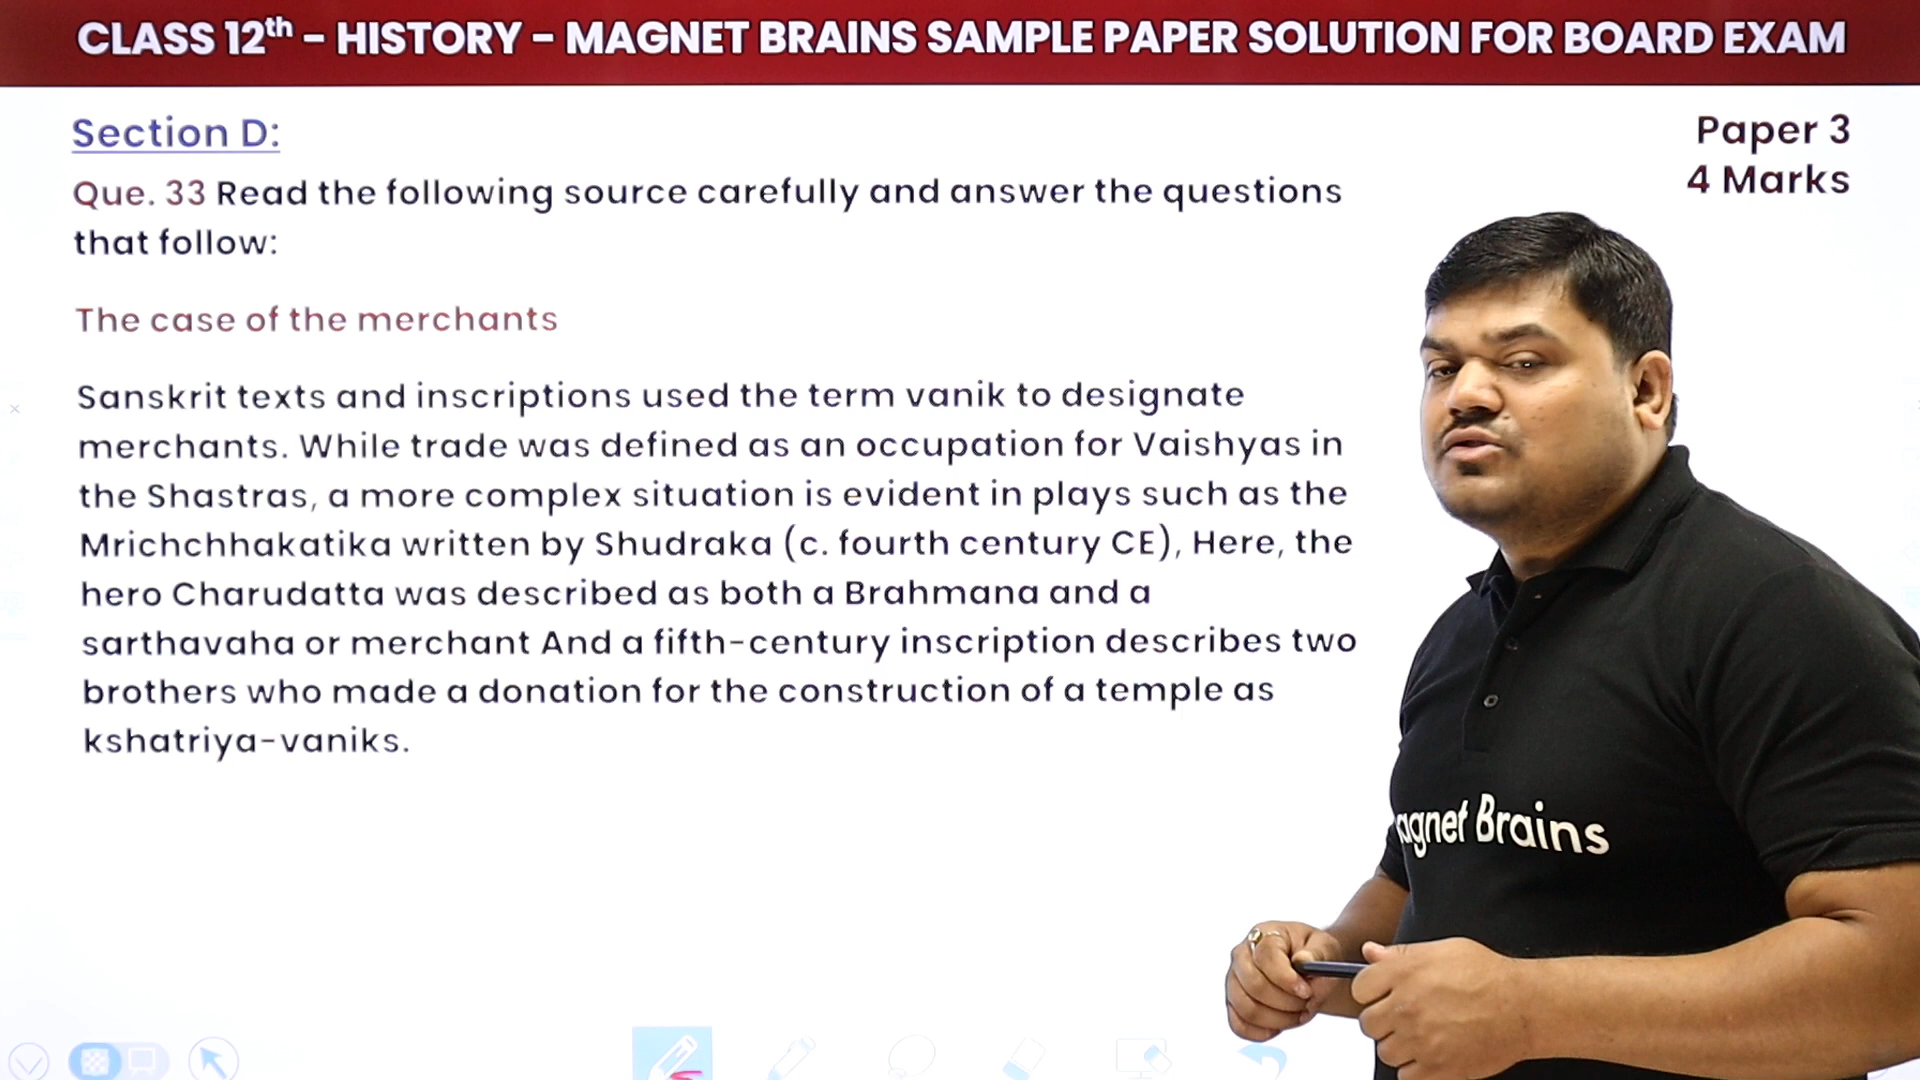 CLASS 12th - HISTORY - MAGNET BRAINS SAMPLE PAPER SOLUTION FOR BOARD EXAM
Section D:
Paper 3
4 Marks
Que. 33 Read the following source carefully and answer the questions
that follow:
The case of the merchants
Sanskrit texts and inscriptions used the term vanik to designate
merchants. While trade was defined as an occupation for Vaishyas in
the Shastras, a more complex situation is evident in plays such as the
Mrichchhakatika written by Shudraka (c. fourth century CE), Here, the
hero Charudatta was described as both a Brahmana and a
sarthavaha or merchant And a fifth-century inscription describes two
brothers who made a donation for the construction of a temple as
kshatriya-vaniks.
agnet Brains